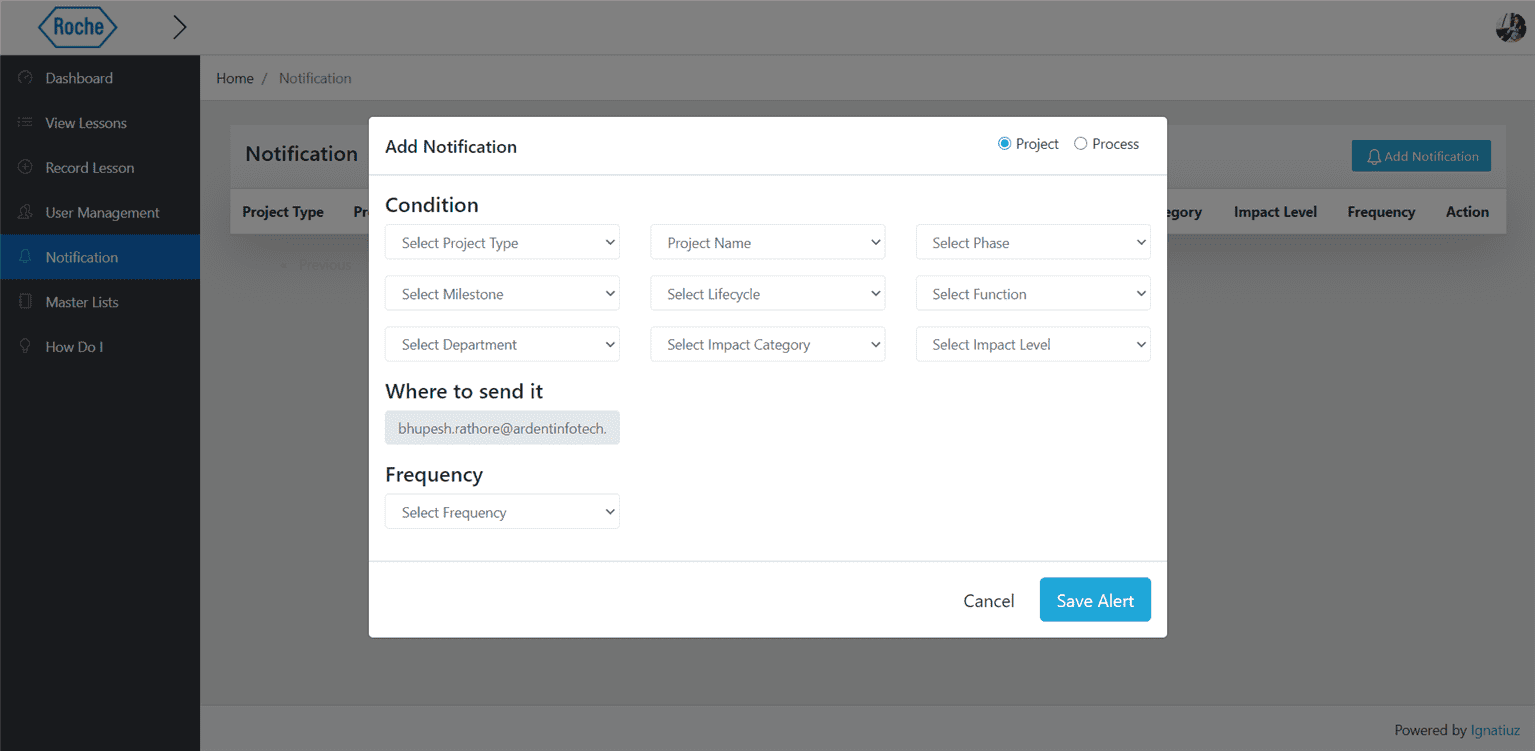 Roche
Dashboard
View Lessons
Record Lesson
User Management
Notification
Master Lists
How Do I
Home / Notification
Notification
Add Notification
Project Type
Pr
egory
Impact Level
Frequency
Action
Previous
Add Notification
Project
Process
Condition
Select Project Type
Project Name
Select Phase
Select Milestone
Select Lifecycle
Select Function
Select Department
Select Impact Category
Select Impact Level
Where to send it
bhupesh.rathore@ardentinfotech.
Frequency
Select Frequency
Cancel
Save Alert
Powered by Ignatiuz